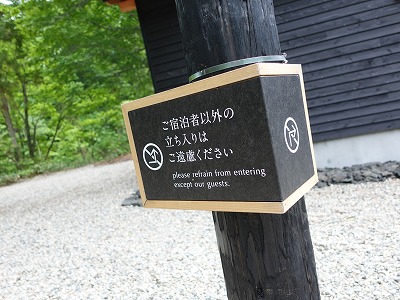 ご宿泊者以外の
立ち入りは
ご遠慮ください
please refrain from entering
except our guests.